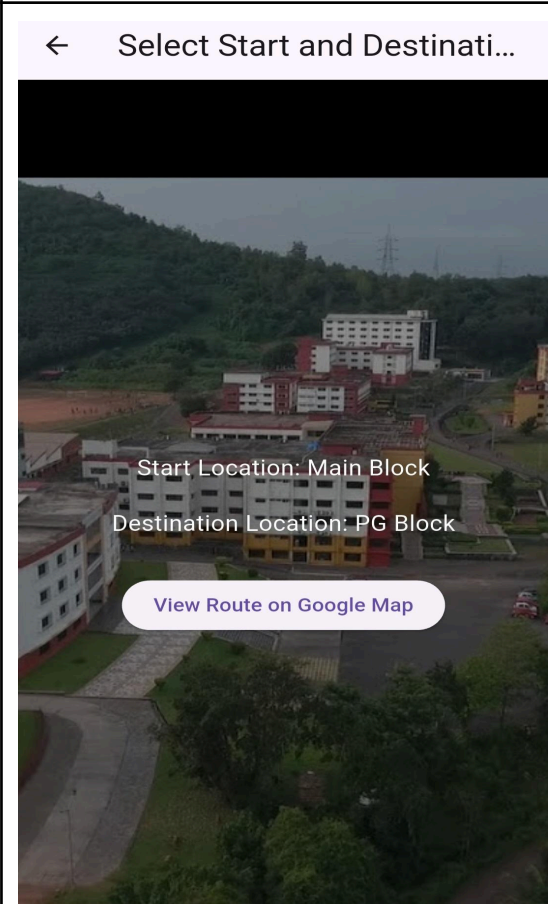 Select Start and Destinati...
Start Location: Main Block
Destination Location: PG Block
View Route on Google Map